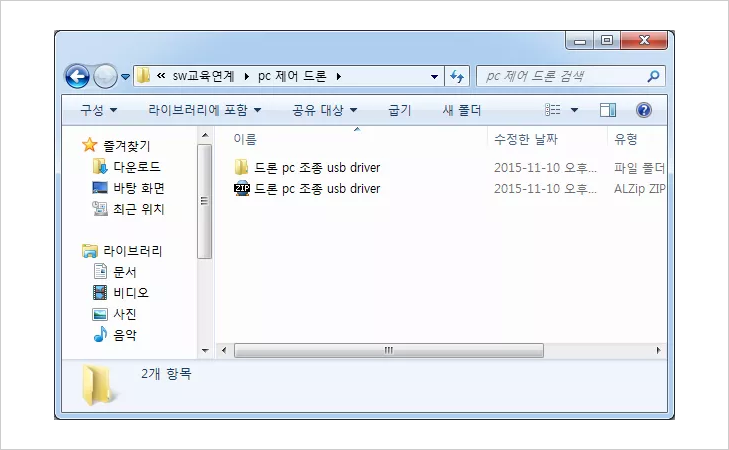 « sw교육연계 pc 제어 드론
pc 제어 드론 검색
구성 라이브러리에 포함 공유 대상 굽기 새 폴더
이름 수정한 날짜 유형
즐겨찾기
다운로드
바탕 화면
최근 위치
라이브러리
문서
비디오
사진
음악
드론 pc 조종 usb driver 2015-11-10 오후... 파일 폴더
ZIP 드론 pc 조종 usb driver 2015-11-10 오후... ALZip ZIP
2개 항목